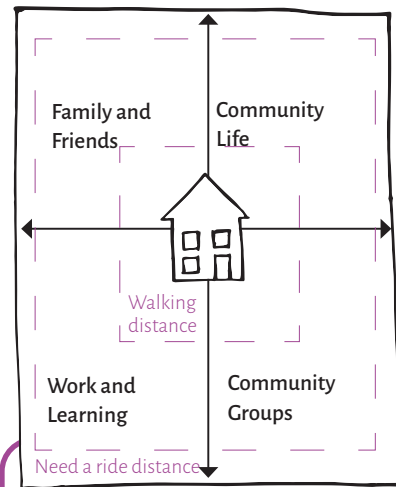 Family and
Friends
Community
Life
Walking
distance
Work and
Learning
Community
Groups
Need a ride distance